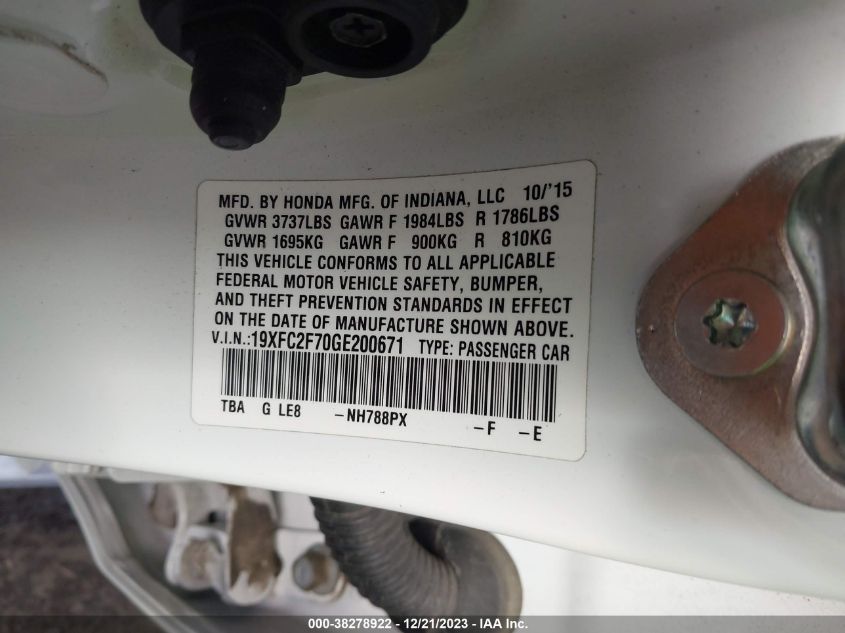 MFD. BY HONDA MFG. OF INDIANA, LLC 10/'15
GVWR 3737LBS GAWR F 1984LBS R 1786LBS
GVWR 1695KG GAWR F 900KG R 810KG
THIS VEHICLE CONFORMS TO ALL APPLICABLE
FEDERAL MOTOR VEHICLE SAFETY, BUMPER,
AND THEFT PREVENTION STANDARDS IN EFFECT
ON THE DATE OF MANUFACTURE SHOWN ABOVE.
V.I.N.:19XFC2F70GE200671 TYPE: PASSENGER CAR
TBA G LE8 -NH788PX -F -E
000-38278922 - 12/21/2023 - IAA Inc.